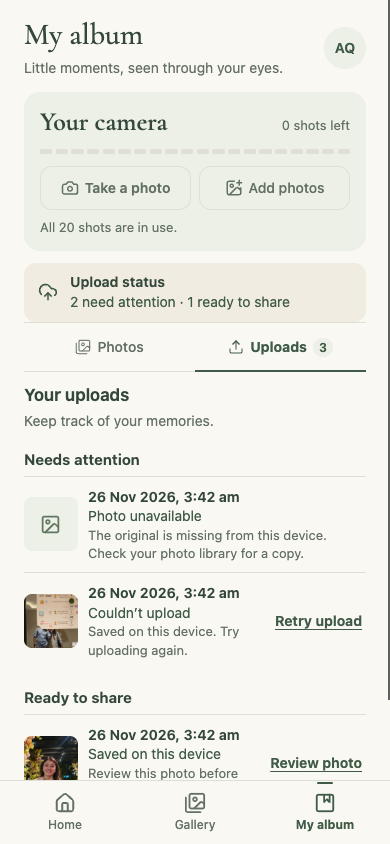 My album
Little moments, seen through your eyes.
AQ
Your camera
0 shots left
Take a photo
Add photos
All 20 shots are in use.
Upload status
2 need attention · 1 ready to share
Photos
Uploads 3
Your uploads
Keep track of your memories.
Needs attention
26 Nov 2026, 3:42 am
Photo unavailable
The original is missing from this device.
Check your photo library for a copy.
26 Nov 2026, 3:42 am
Couldn’t upload
Saved on this device. Try
uploading again.
Retry upload
Ready to share
26 Nov 2026, 3:42 am
Saved on this device
Review this photo before
Review photo
Home
Gallery
My album